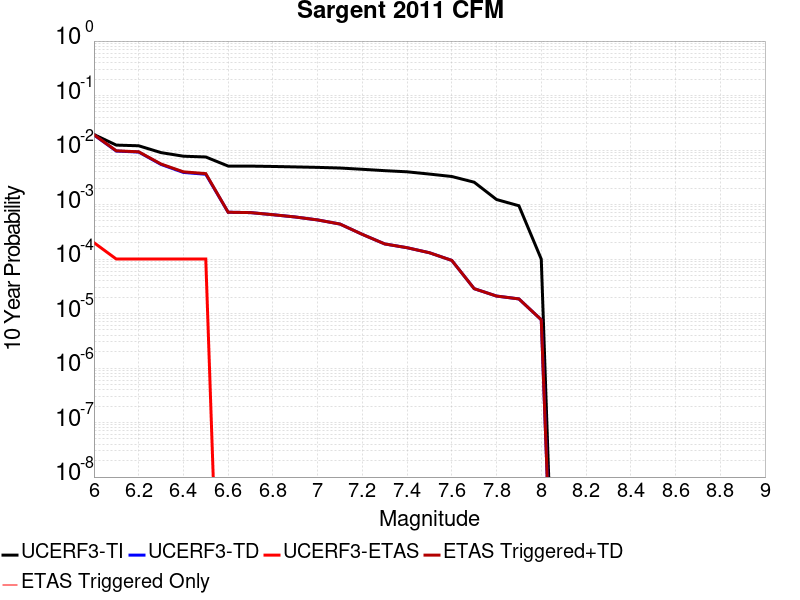 Sargent 2011 CFM
10 Year Probability
10^0
10^-1
10^-2
10^-3
10^-4
10^-5
10^-6
10^-7
10^-8
6 6.2 6.4 6.6 6.8 7 7.2 7.4 7.6 7.8 8 8.2 8.4 8.6 8.8 9
Magnitude
UCERF3-TI UCERF3-TD UCERF3-ETAS ETAS Triggered+TD
ETAS Triggered Only